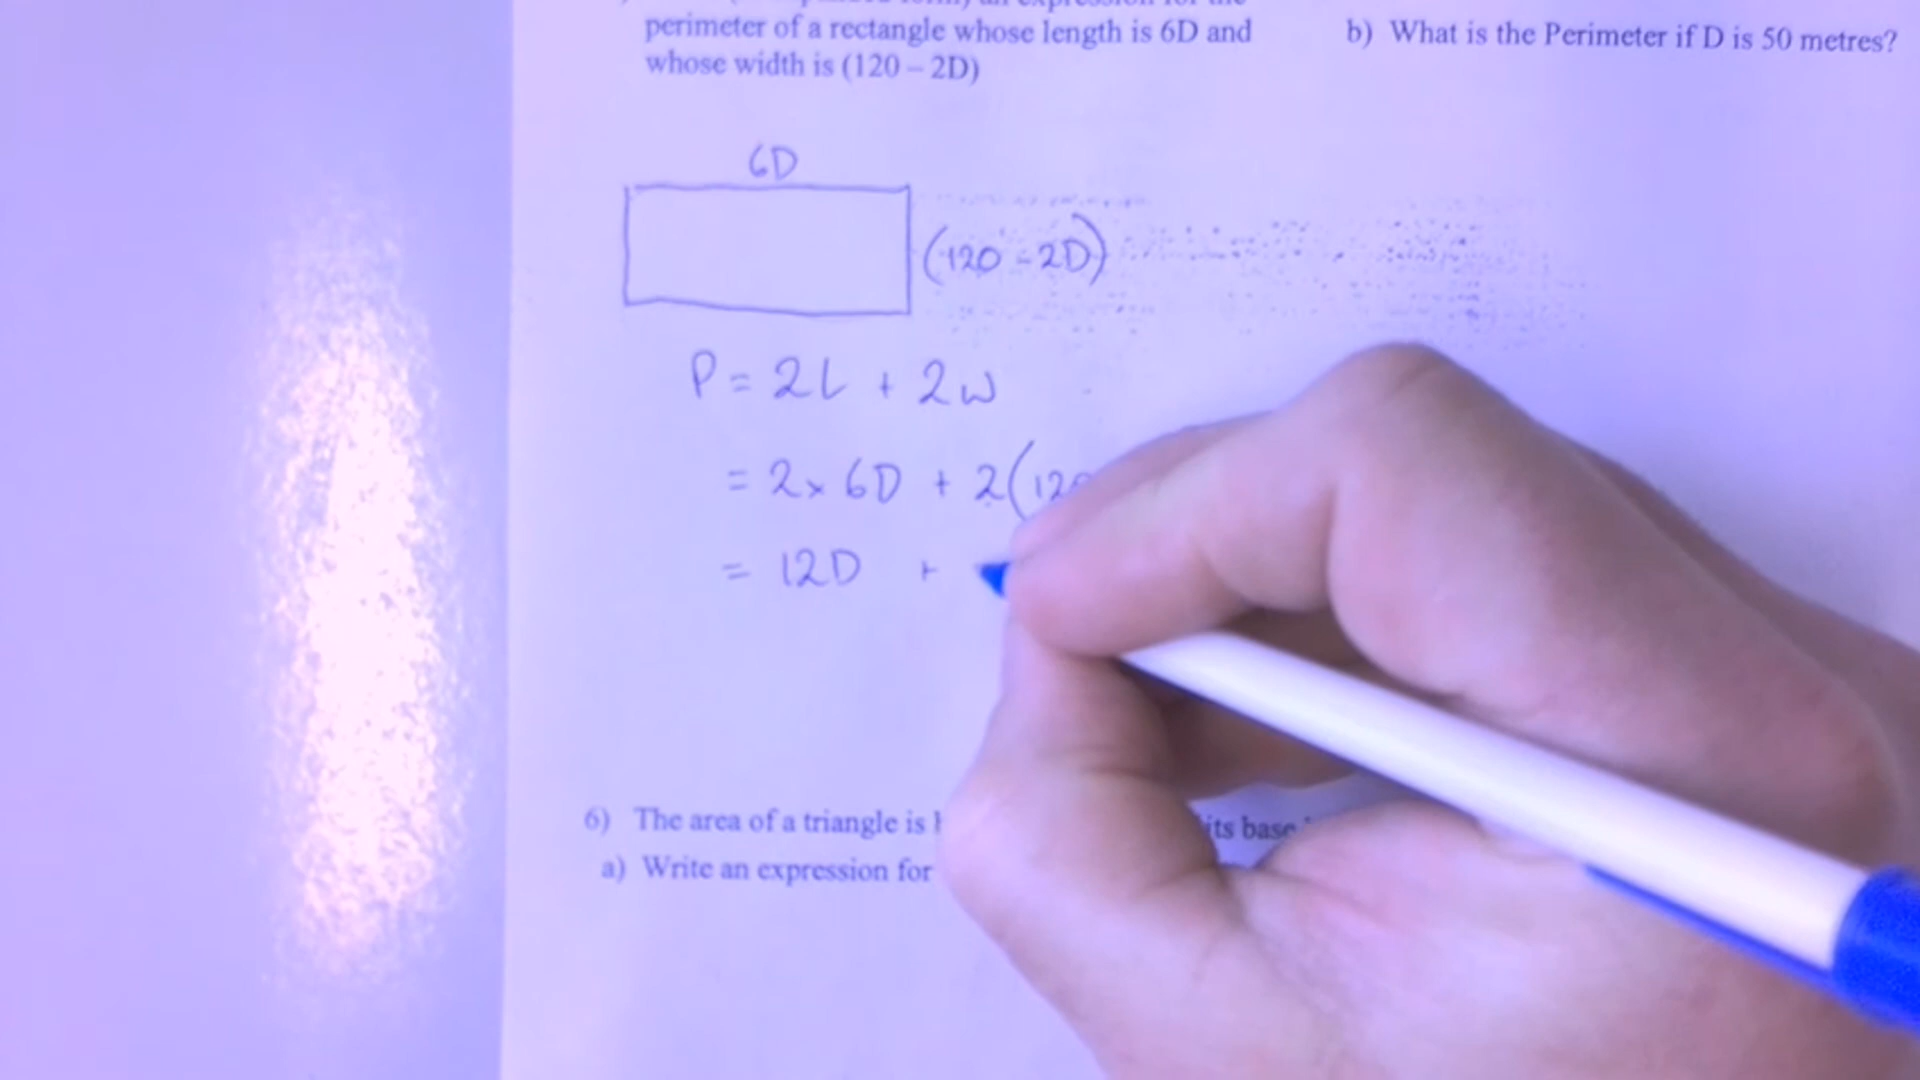 perimeter of a rectangle whose length is 6D and
whose width is (120 – 2D)
b) What is the Perimeter if D is 50 metres?
6D
(120 - 2D)
P = 2L + 2W
= 2 x 6D + 2(12
= 12D +
6) The area of a triangle is its base
a) Write an expression for